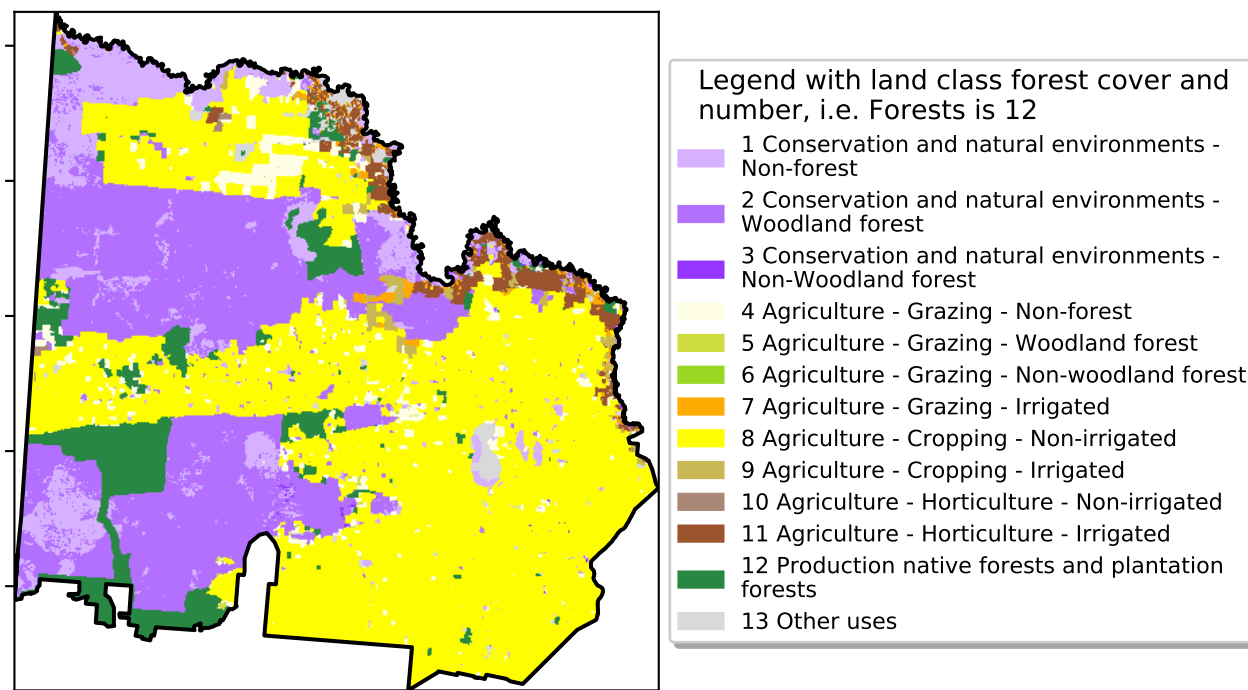 Legend with land class forest cover and
number, i.e. Forests is 12
1 Conservation and natural environments -
Non-forest
2 Conservation and natural environments -
Woodland forest
3 Conservation and natural environments -
Non-Woodland forest
4 Agriculture - Grazing - Non-forest
5 Agriculture - Grazing - Woodland forest
6 Agriculture - Grazing - Non-woodland forest
7 Agriculture - Grazing - Irrigated
8 Agriculture - Cropping - Non-irrigated
9 Agriculture - Cropping - Irrigated
10 Agriculture - Horticulture - Non-irrigated
11 Agriculture - Horticulture - Irrigated
12 Production native forests and plantation
forests
13 Other uses